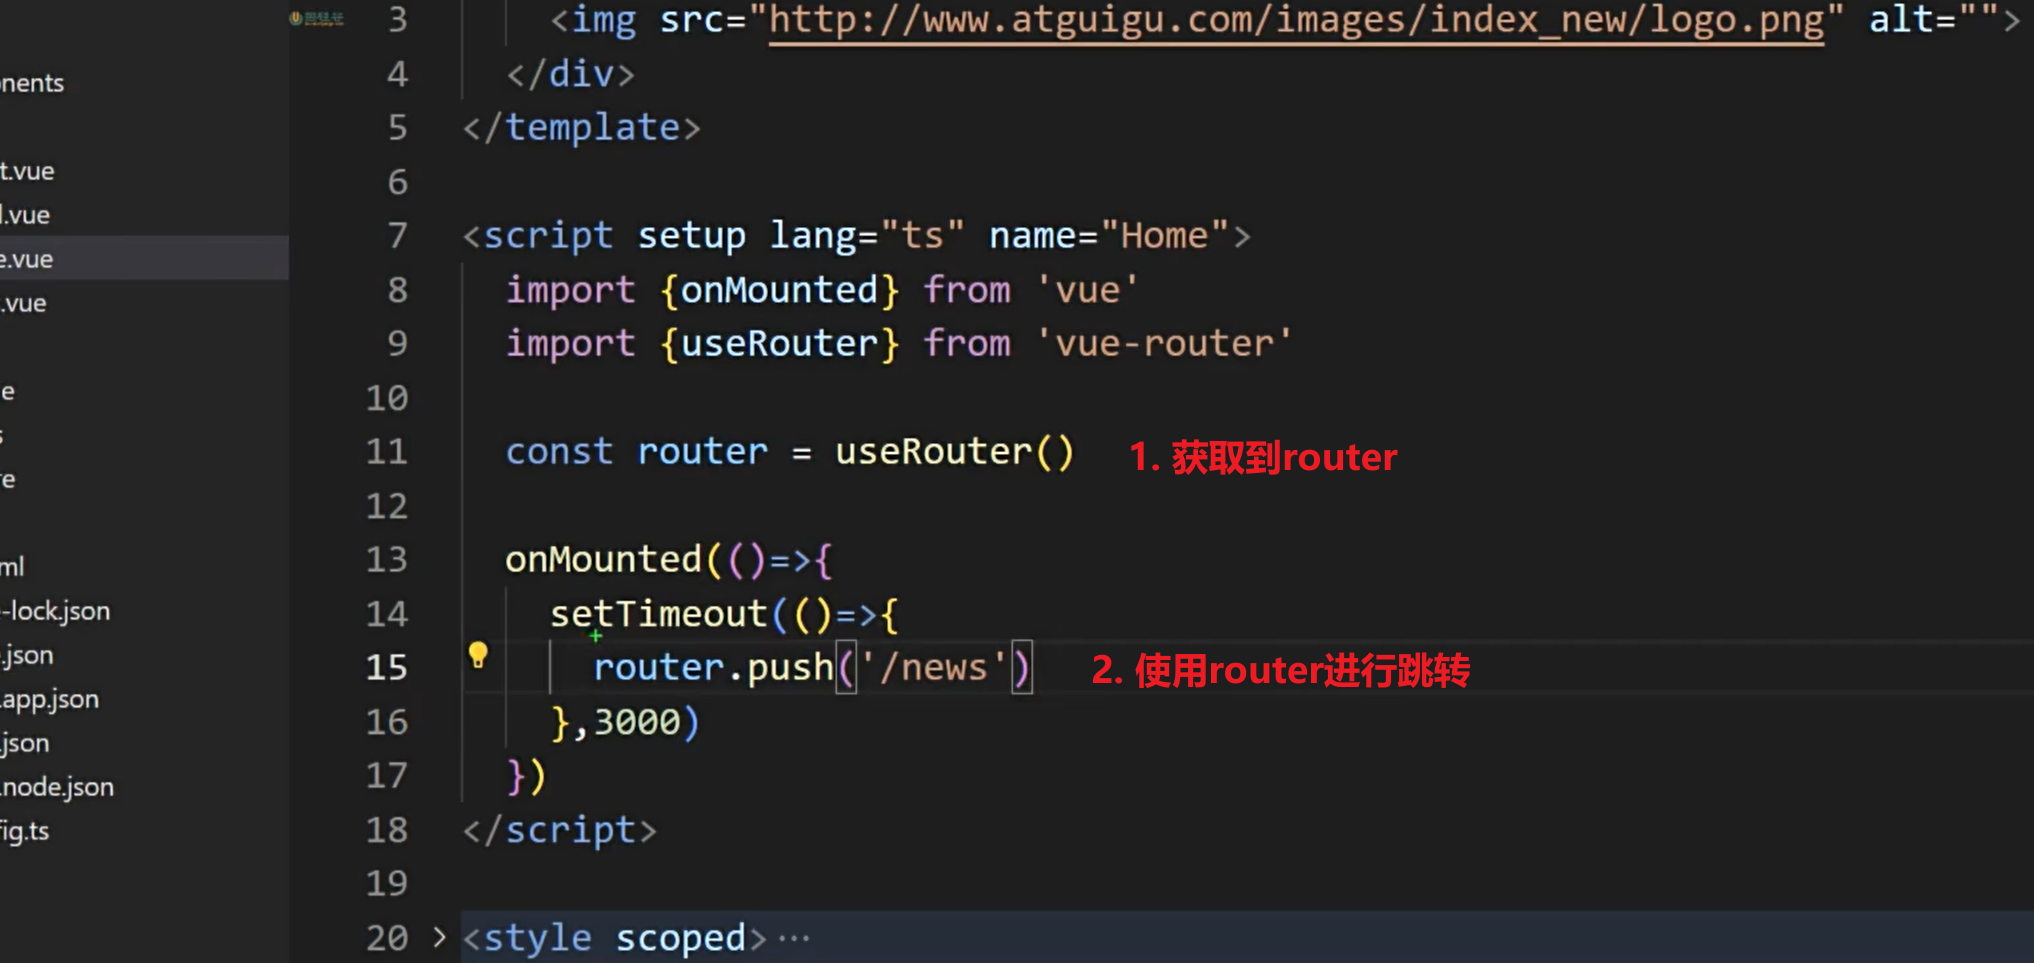 3 <img src="http://www.atguigu.com/images/index_new/logo.png" alt="">
4 </div>
5 </template>
6
7 <script setup lang="ts" name="Home">
8 import {onMounted} from 'vue'
9 import {useRouter} from 'vue-router'
10
11 const router = useRouter() 1. 获取到router
12
13 onMounted(()=>{
14 setTimeout(()=>{
15 router.push('/news') 2. 使用router进行跳转
16 },3000)
17 })
18 </script>
19
20 > <style scoped>···
nents
t.vue
l.vue
e.vue
.vue
e
s
e
ml
-lock.json
.json
.app.json
.json
.node.json
fig.ts